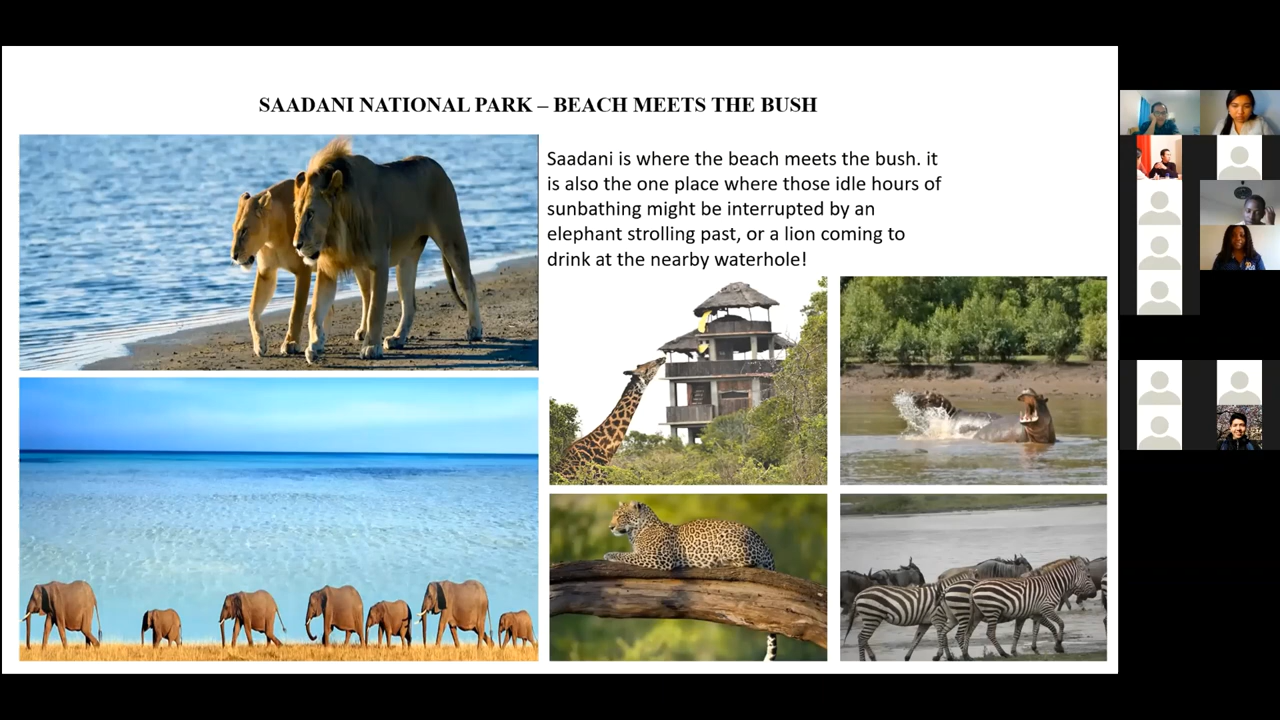 SAADANI NATIONAL PARK – BEACH MEETS THE BUSH
Saadani is where the beach meets the bush. it
is also the one place where those idle hours of
sunbathing might be interrupted by an
elephant strolling past, or a lion coming to
drink at the nearby waterhole!